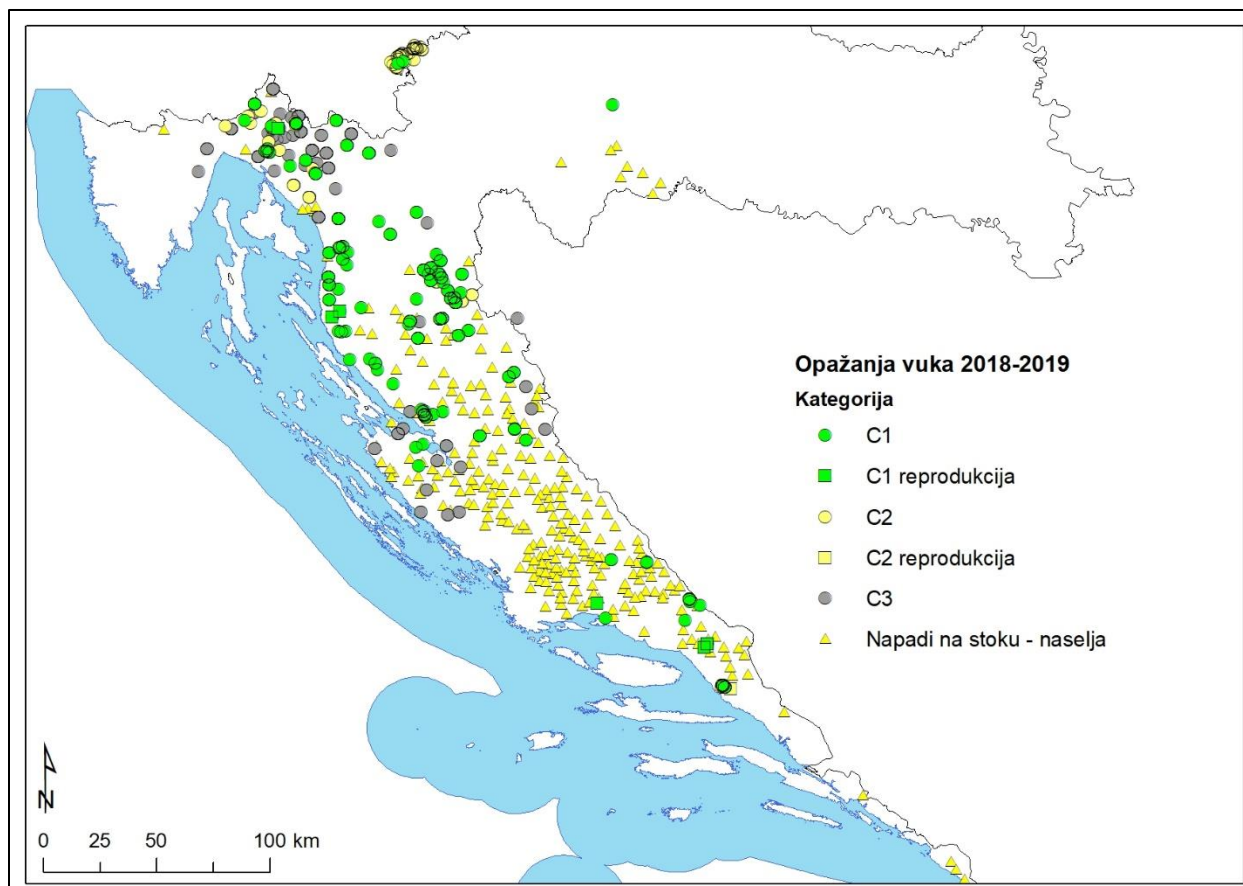 Opažanja vuka 2018-2019
Kategorija
C1
C1 reprodukcija
C2
C2 reprodukcija
C3
Napadi na stoku - naselja
N
0 25 50 100 km